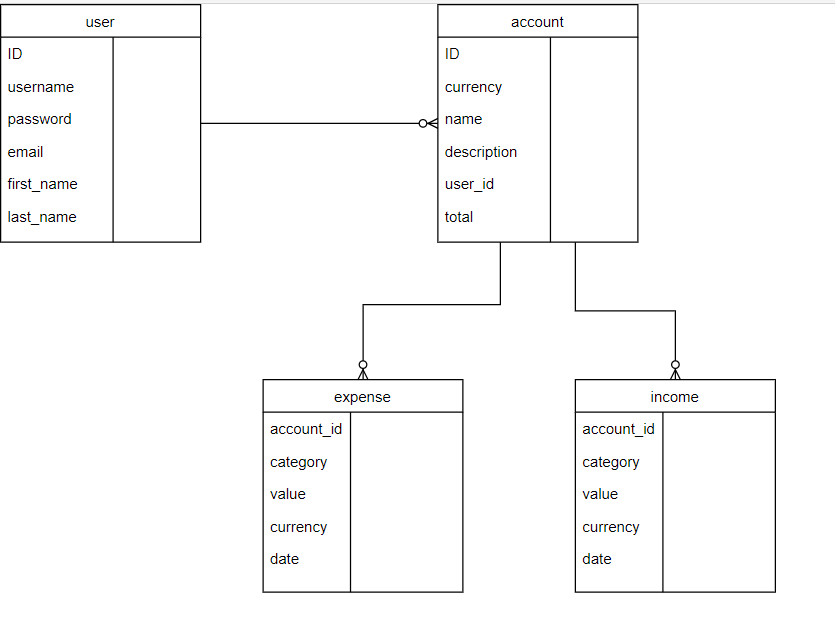 user
ID
username
password
email
first_name
last_name
account
ID
currency
name
description
user_id
total
expense
account_id
category
value
currency
date
income
account_id
category
value
currency
date